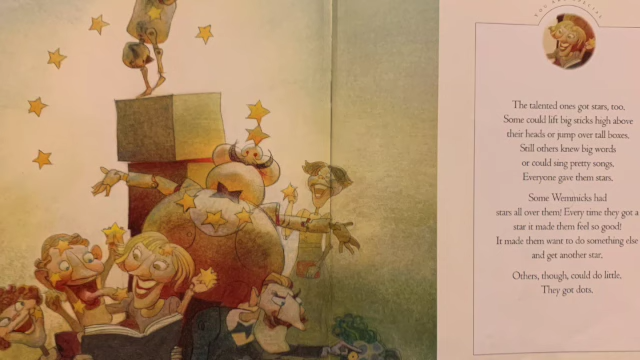 The talented ones got stars, too.
Some could lift big sticks high above
their heads or jump over tall boxes.
Still others knew big words
or could sing pretty songs.
Everyone gave them stars.
Some Wemmicks had
stars all over them! Every time they got a
star it made them feel so good!
It made them want to do something else
and get another star.
Others, though, could do little.
They got dots.